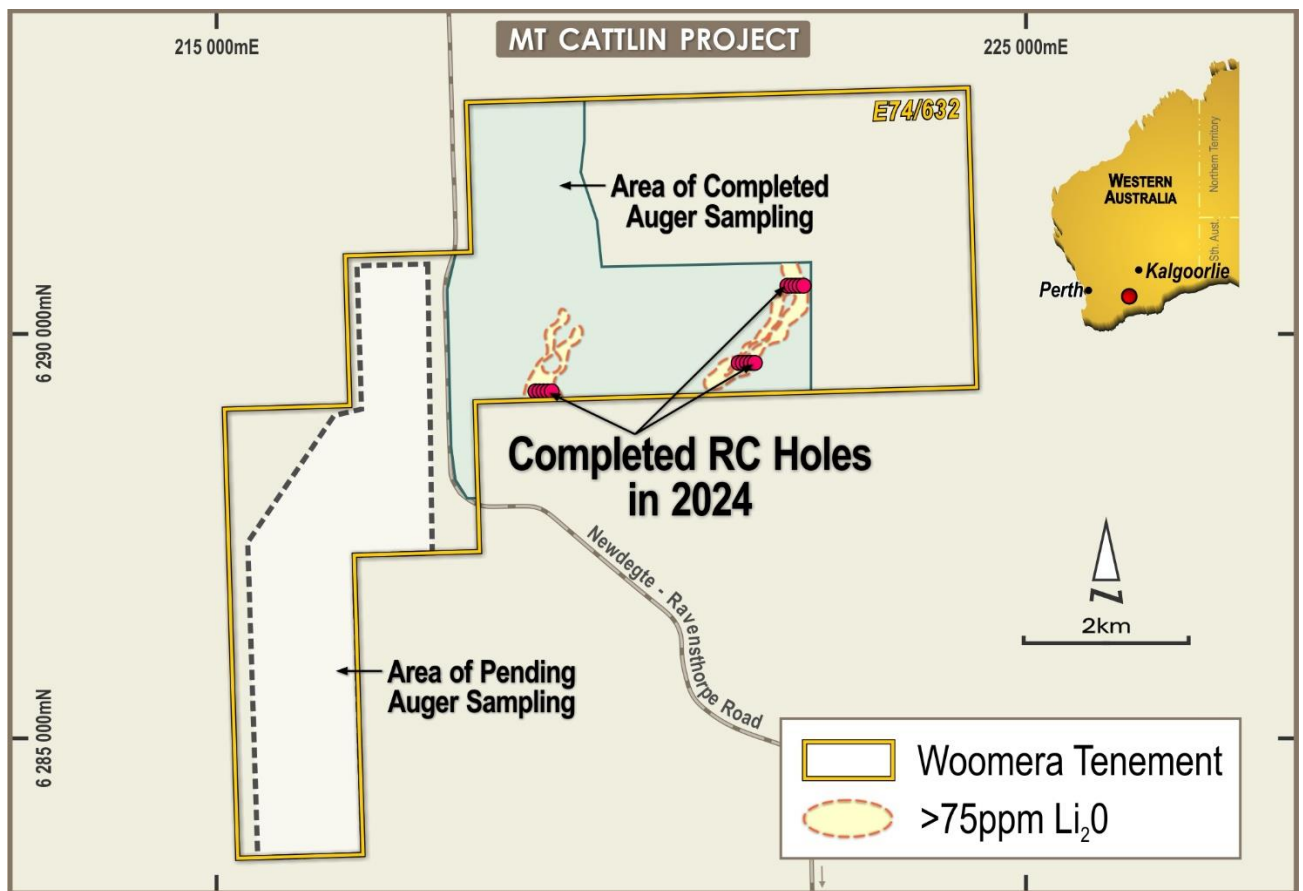 MT CATTLIN PROJECT
215 000mE
225 000mE
E74/632
Area of Completed
Auger Sampling
WESTERN
AUSTRALIA
Northern Territory
Sth. Aust.
Kalgoorlie
Perth
6 290 000mN
Completed RC Holes
in 2024
Newdegte - Ravensthorpe Road
N
2km
Area of Pending
Auger Sampling
6 285 000mN
Woomera Tenement
>75ppm Li₂0